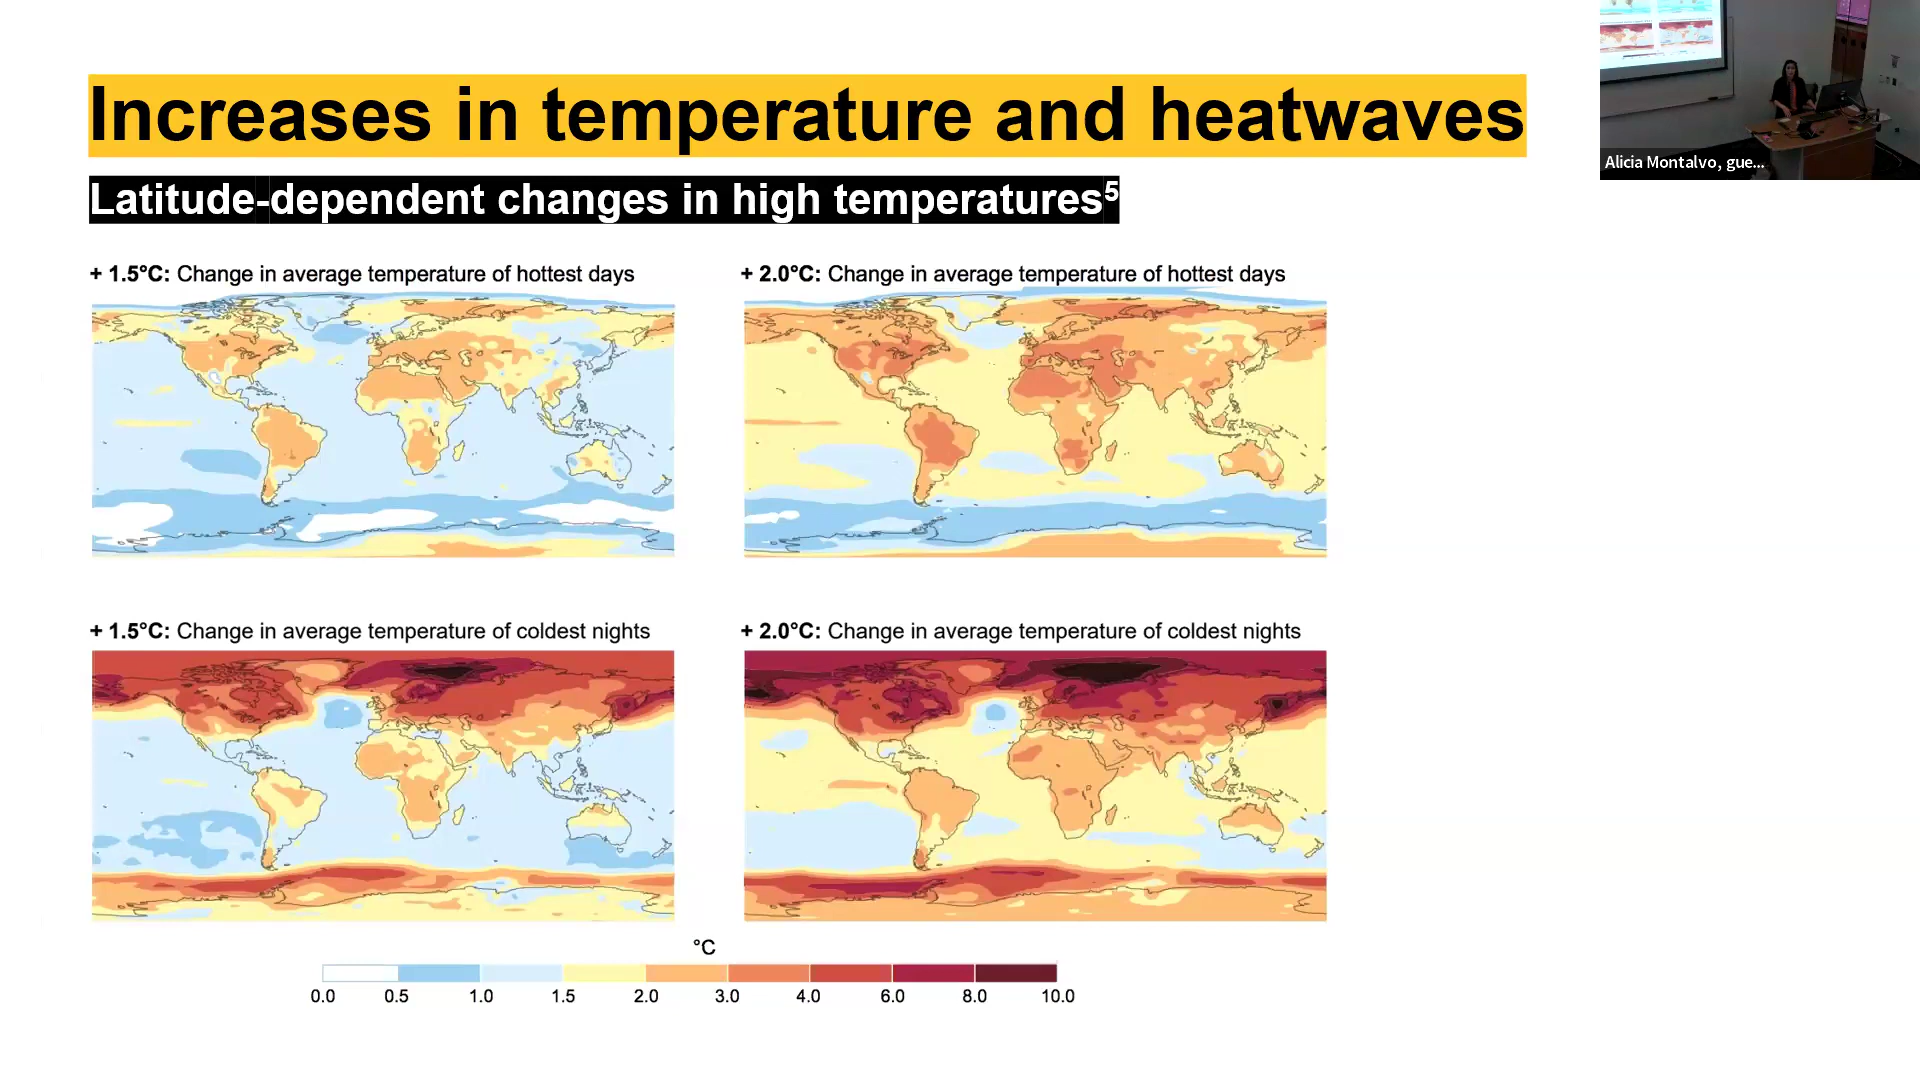 Increases in temperature and heatwaves
Latitude-dependent changes in high temperatures⁵
+ 1.5°C: Change in average temperature of hottest days
+ 2.0°C: Change in average temperature of hottest days
+ 1.5°C: Change in average temperature of coldest nights
+ 2.0°C: Change in average temperature of coldest nights
°C
0.0 0.5 1.0 1.5 2.0 3.0 4.0 6.0 8.0 10.0
Alicia Montalvo, gue...